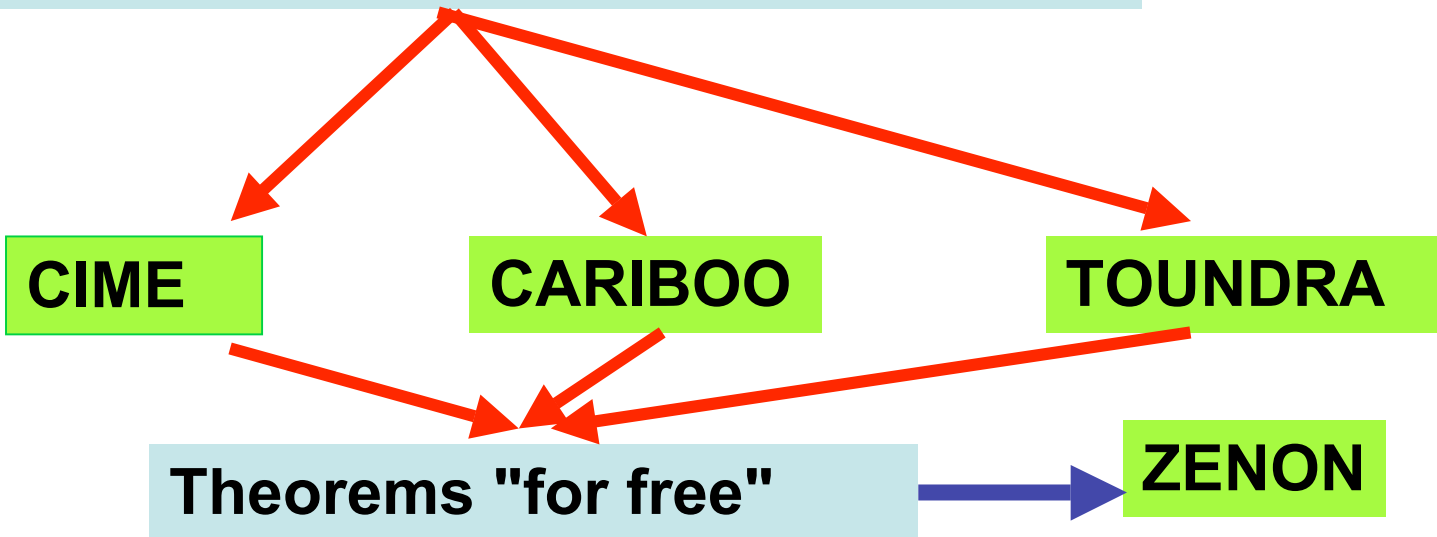 CIME
CARIBOO
TOUNDRA
Theorems "for free"
ZENON